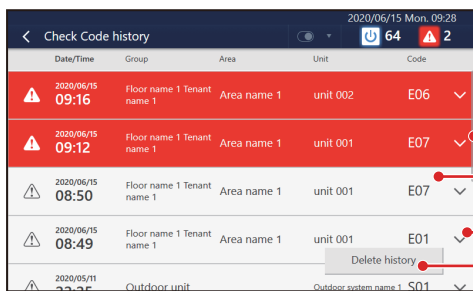 2020/06/15 Mon. 09:28
Check Code history
64
2
Date/Time Group Area Unit Code
2020/06/15
09:16
Floor name 1 Tenant
name 1
Area name 1
unit 002
E06
2020/06/15
09:12
Floor name 1 Tenant
name 1
Area name 1
unit 001
E07
2020/06/15
08:50
Floor name 1 Tenant
name 1
Area name 1
unit 001
E07
2020/06/15
08:49
Floor name 1 Tenant
name 1
Area name 1
unit 001
E01
Delete history
2020/05/11
Outdoor unit
Outdoor system name 1
S01